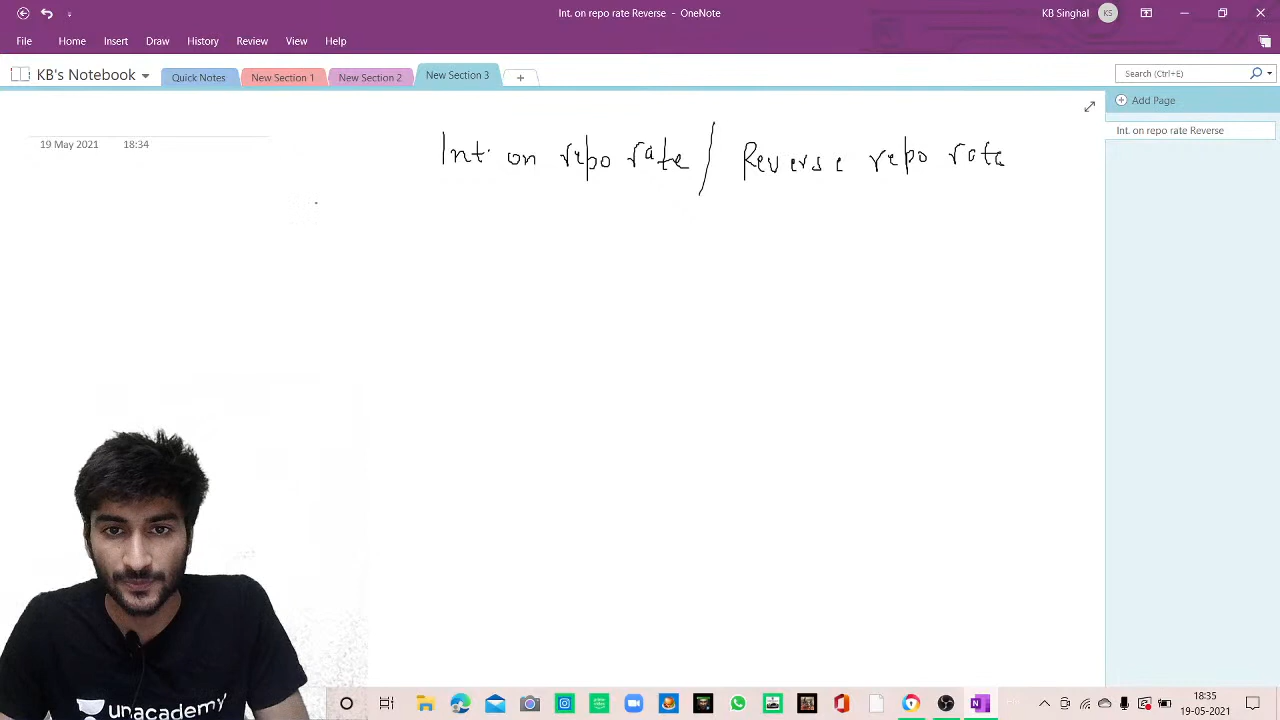 Int. on repo rate Reverse - OneNote
KB Singhal KS
File Home Insert Draw History Review View Help
KB's Notebook Quick Notes New Section 1 New Section 2 New Section 3
Search (Ctrl+E)
Add Page
Int. on repo rate Reverse
19 May 2021 18:34
Int. on repo rate / Reverse repo rate
unacademy
18:35
19-05-2021